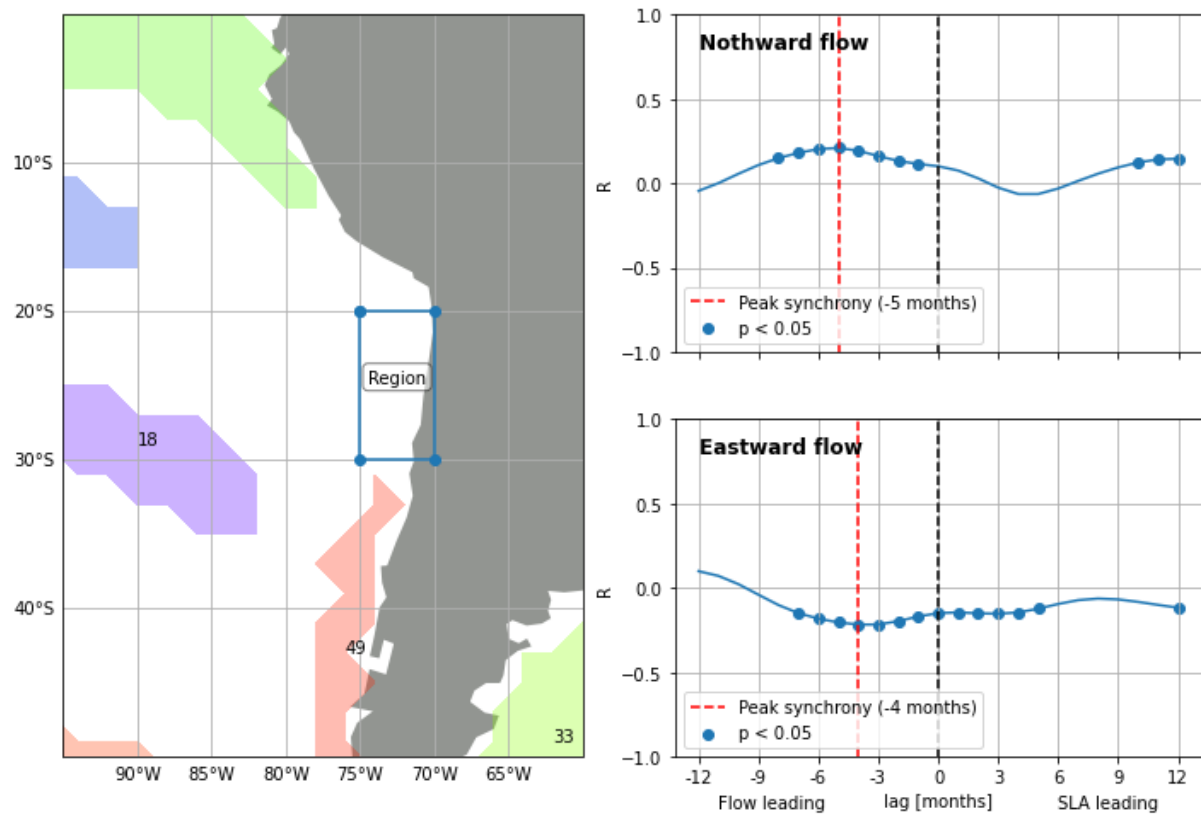 10°S
20°S
30°S
40°S
90°W
85°W
80°W
75°W
70°W
65°W
Region
18
49
33
Nothward flow
1.0
0.5
0.0
−0.5
−1.0
R
Peak synchrony (-5 months)
p < 0.05
Eastward flow
1.0
0.5
0.0
−0.5
−1.0
R
Peak synchrony (-4 months)
p < 0.05
-12
-9
-6
-3
0
3
6
9
12
Flow leading
lag [months]
SLA leading